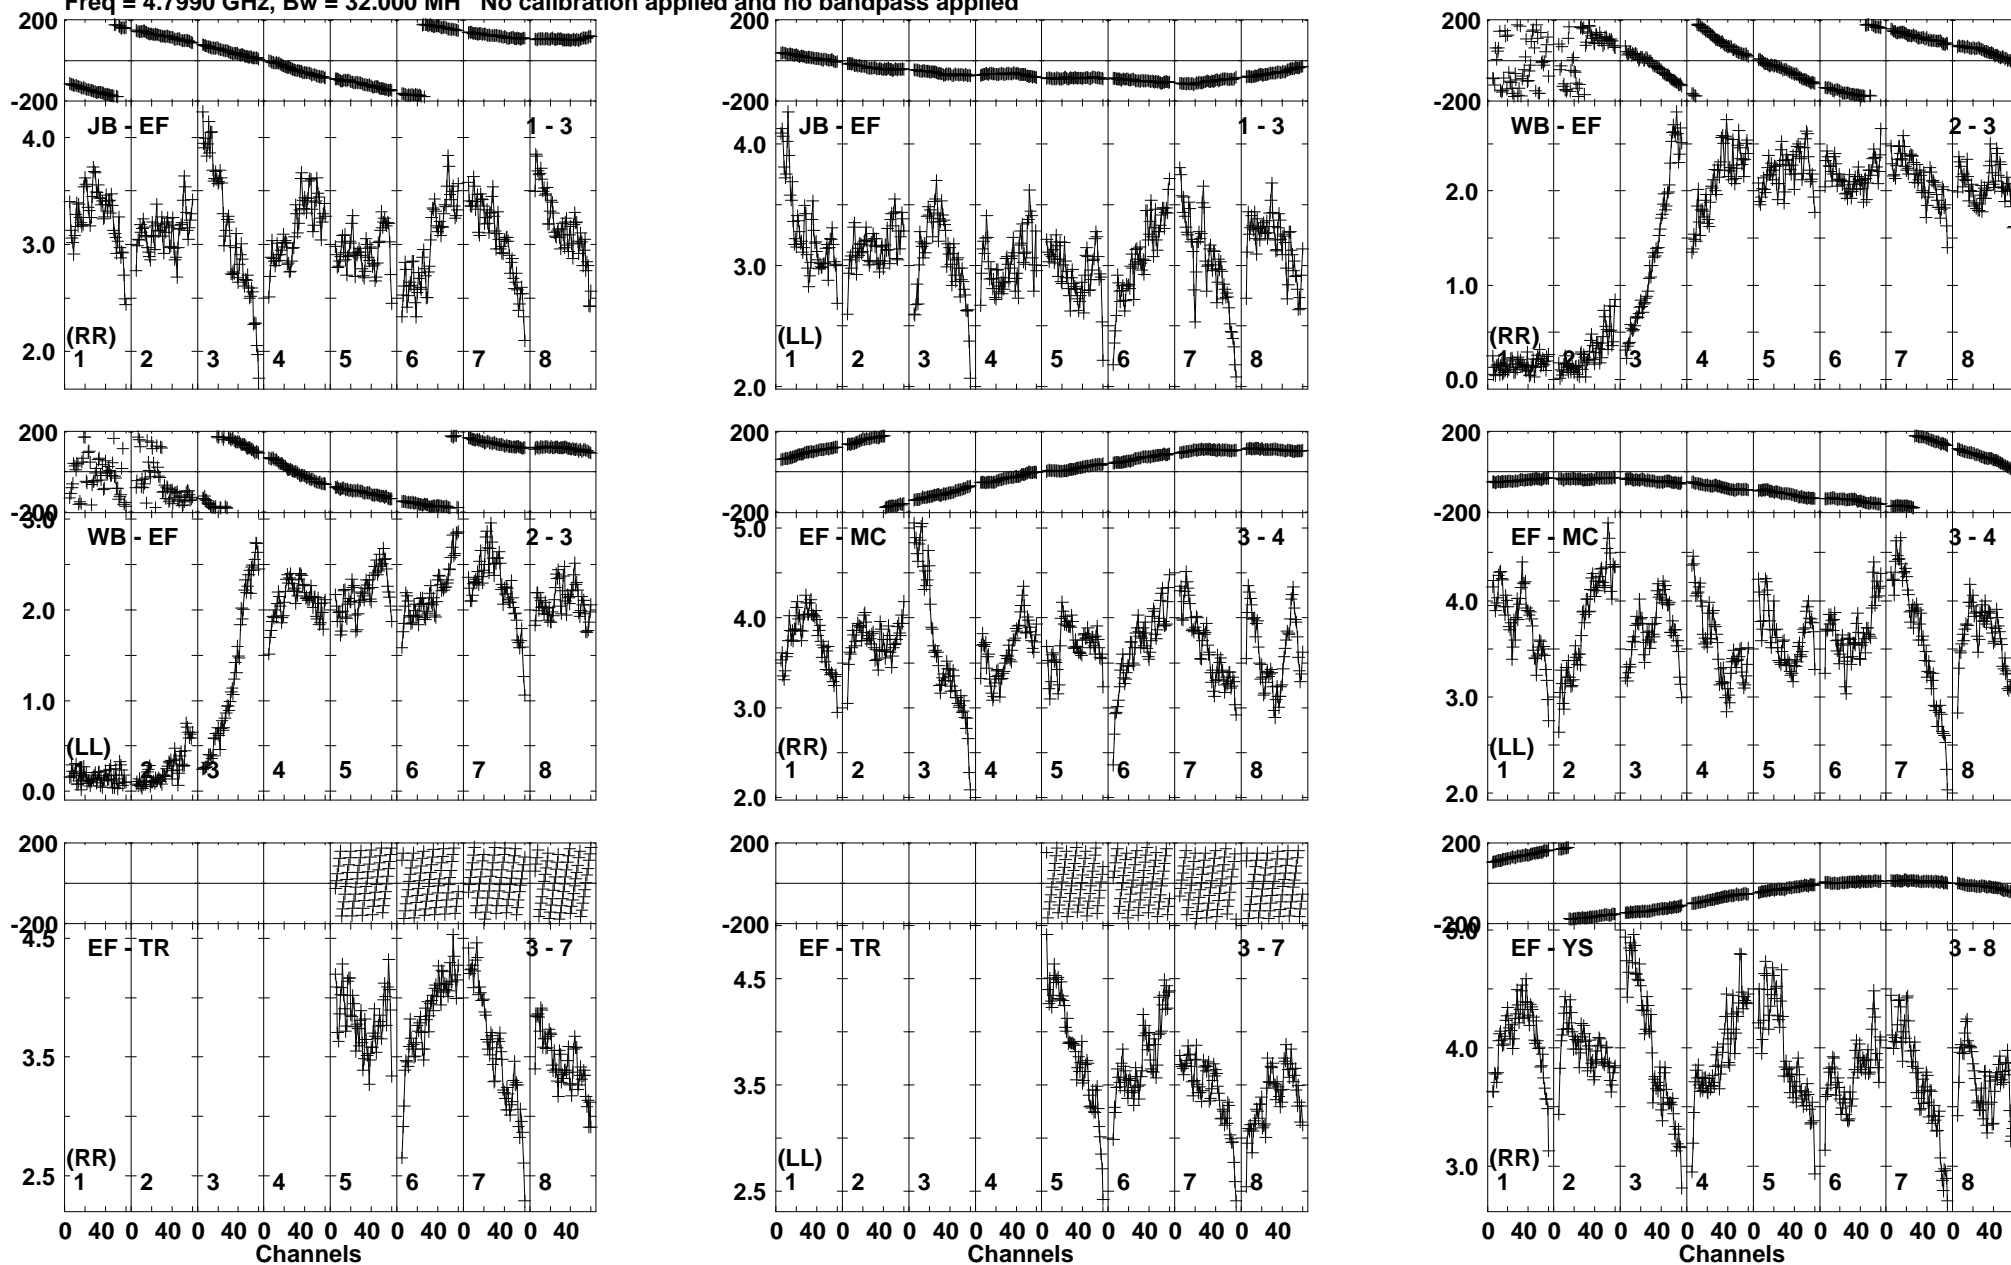 Freq = 4.7990 GHz, Bw = 32.000 MH No calibration applied and no bandpass applied
200
-200
JB - EF 1 - 3
4.0
3.0
2.0
(RR)
1 2 3 4 5 6 7 8
200
-200
JB - EF 1 - 3
4.0
3.0
2.0
(LL)
1 2 3 4 5 6 7 8
200
-200
WB - EF 2 - 3
2.0
1.0
0.0
(RR)
1 2 3 4 5 6 7 8
200
-200
3.0
WB - EF 2 - 3
2.0
1.0
0.0
(LL)
1 2 3 4 5 6 7 8
200
-200
5.0
EF - MC 3 - 4
4.0
3.0
2.0
(RR)
1 2 3 4 5 6 7 8
200
-200
EF - MC 3 - 4
4.0
3.0
2.0
(LL)
1 2 3 4 5 6 7 8
200
-200
4.5
EF - TR 3 - 7
3.5
2.5
(RR)
1 2 3 4 5 6 7 8
0 40 0 40 0 40 0 40 0 40 0 40 0 40 0 40
Channels
200
-200
EF - TR 3 - 7
4.5
3.5
2.5
(LL)
1 2 3 4 5 6 7 8
0 40 0 40 0 40 0 40 0 40 0 40 0 40 0 40
Channels
200
-200
5.0
EF - YS 3 - 8
4.0
3.0
(RR)
1 2 3 4 5 6 7 8
0 40 0 40 0 40 0 40 0 40 0 40 0 40 0 40
Channels